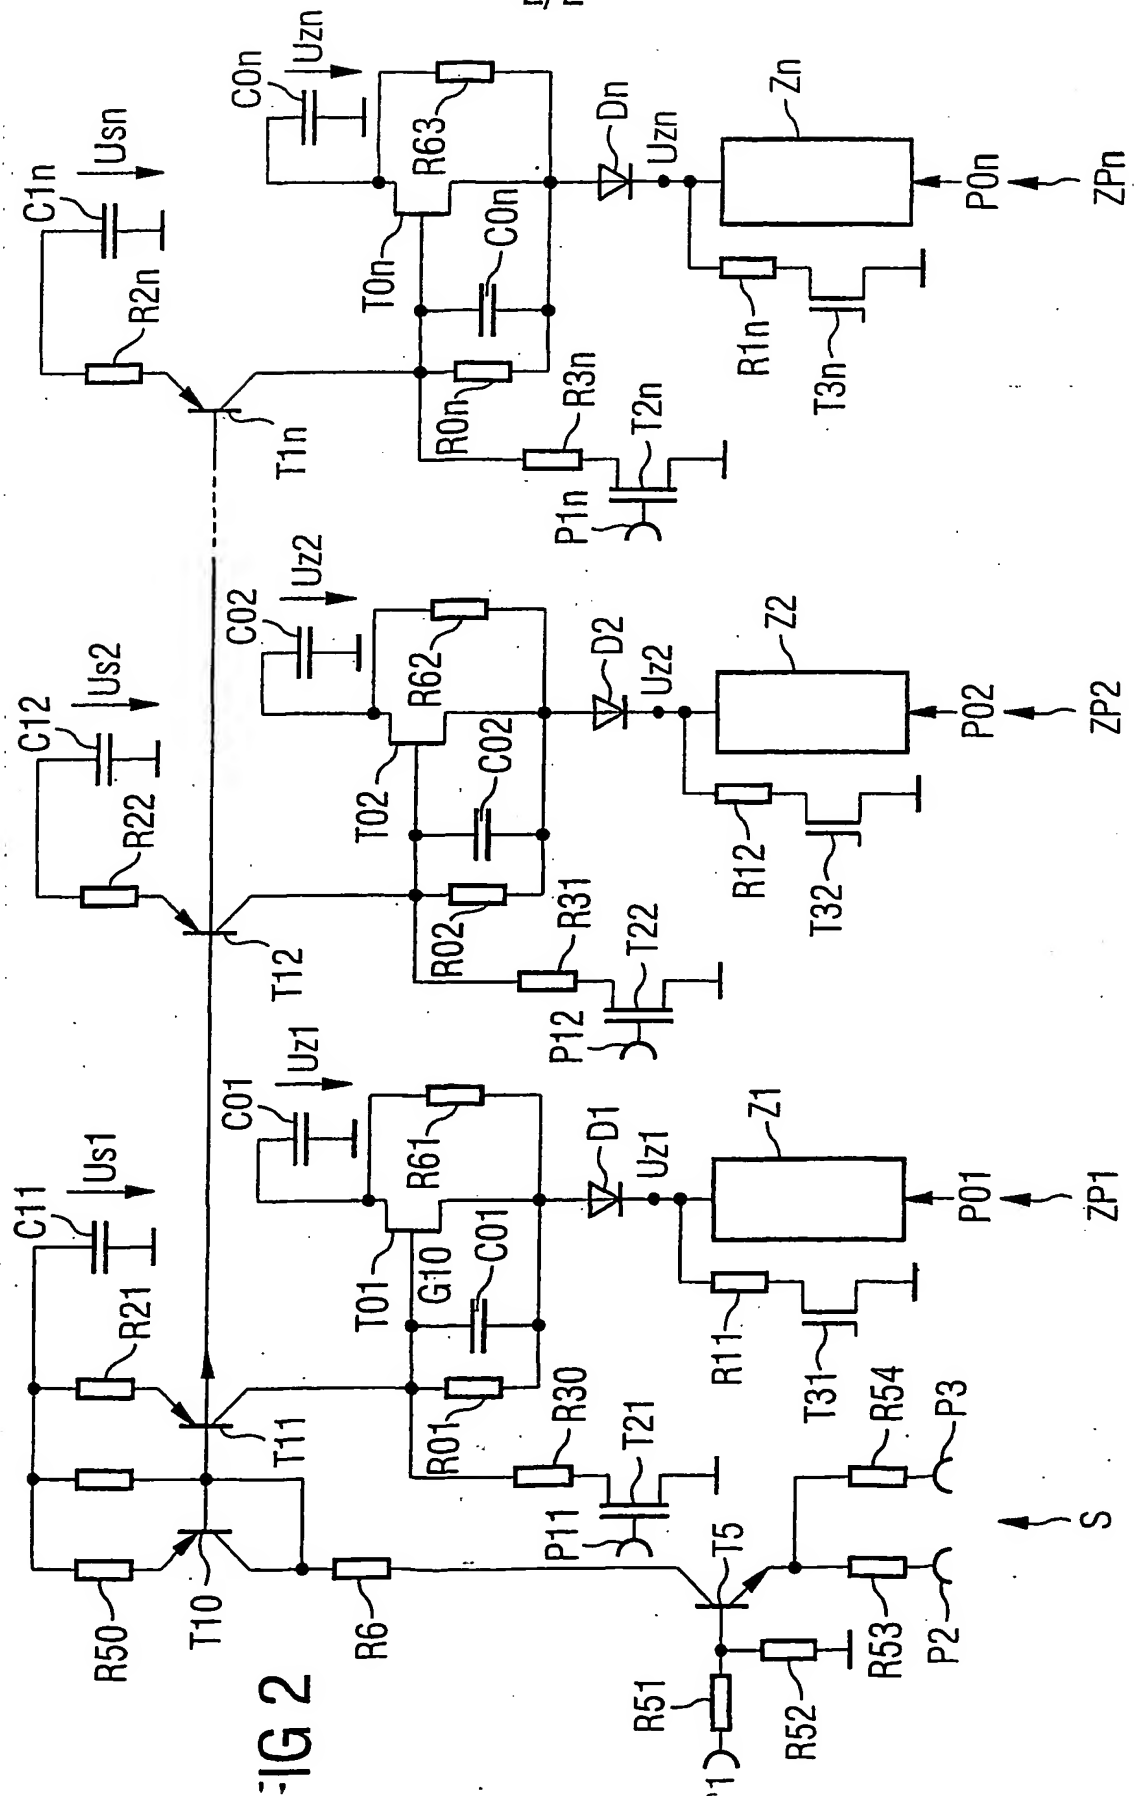 FIG 2
R50
T10
R6
C11
Us1
R21
T11
C01
Uz1
T01
G10
R61
C01
R01
R30
P11
T21
D1
Uz1
Z1
R11
T31
P01
ZP1
R51
R52
T5
R53
P2
R54
P3
S
C12
Us2
R22
T12
C02
Uz2
T02
R62
C02
R02
R31
P12
T22
D2
Uz2
Z2
R12
T32
P02
ZP2
C1n
Usn
R2n
T1n
C0n
Uzn
T0n
R63
C0n
R0n
R3n
P1n
T2n
Dn
Uzn
Zn
R1n
T3n
P0n
ZPn